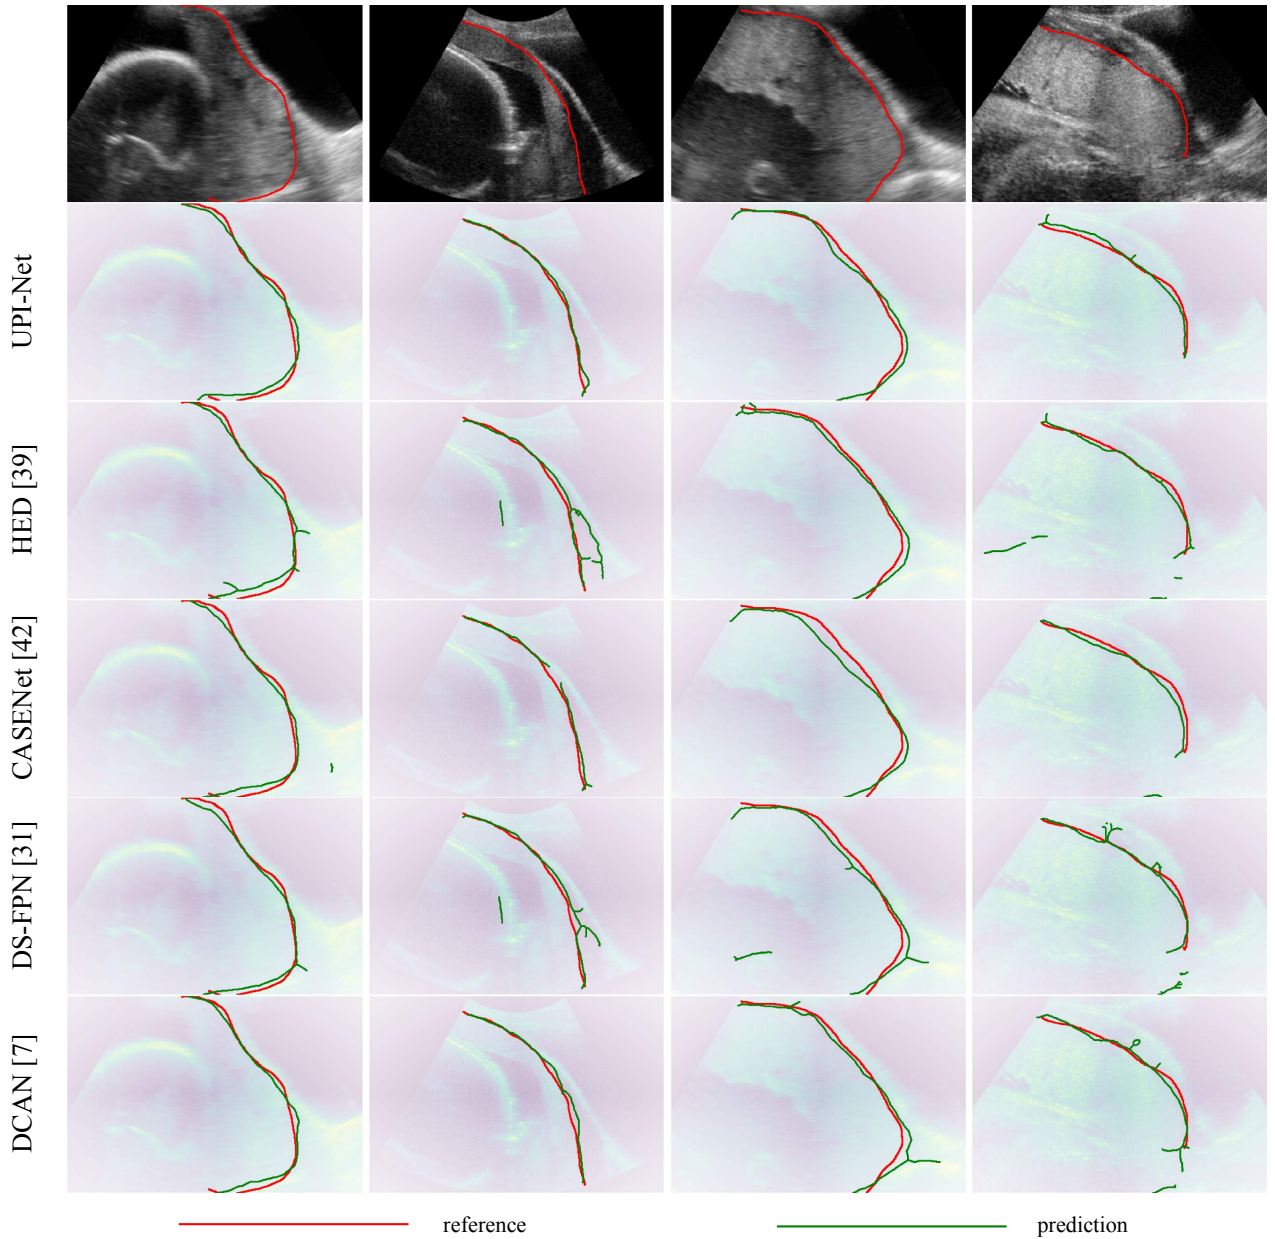 UPI-Net
HED [39]
CASENet [42]
DS-FPN [31]
DCAN [7]
reference
prediction